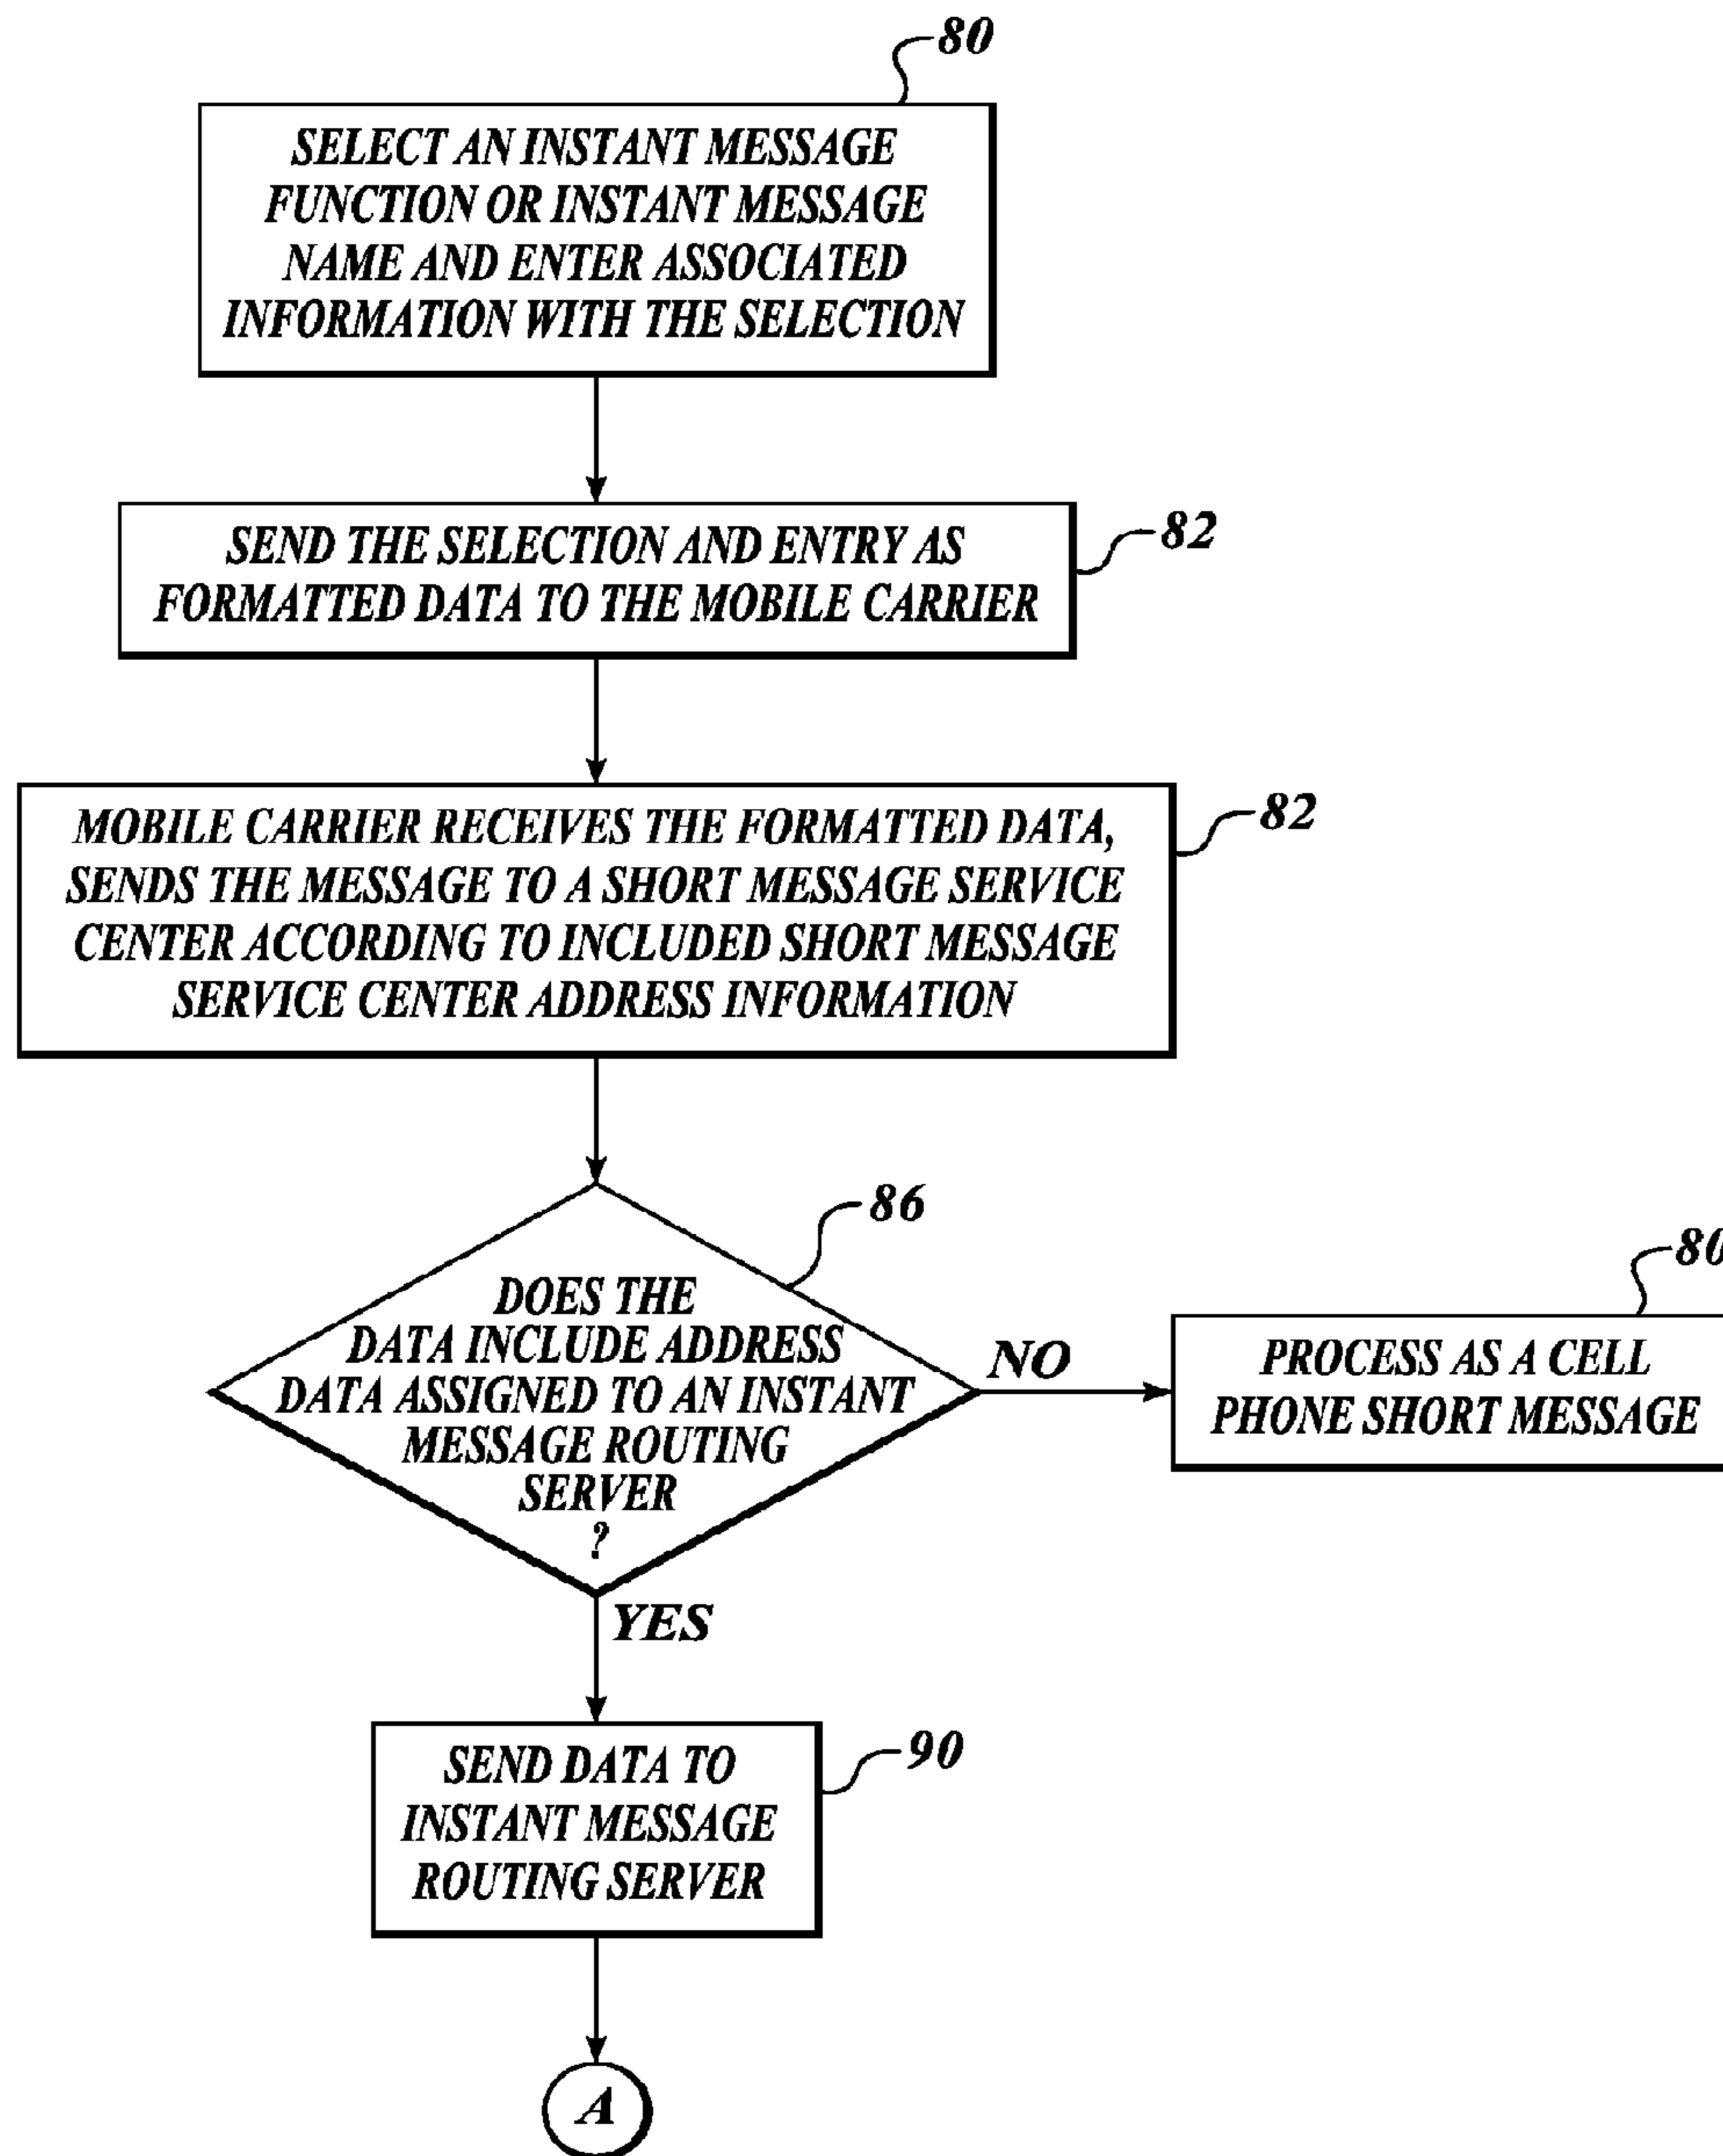 80
SELECT AN INSTANT MESSAGE
FUNCTION OR INSTANT MESSAGE
NAME AND ENTER ASSOCIATED
INFORMATION WITH THE SELECTION
82
SEND THE SELECTION AND ENTRY AS
FORMATTED DATA TO THE MOBILE CARRIER
82
MOBILE CARRIER RECEIVES THE FORMATTED DATA,
SENDS THE MESSAGE TO A SHORT MESSAGE SERVICE
CENTER ACCORDING TO INCLUDED SHORT MESSAGE
SERVICE CENTER ADDRESS INFORMATION
86
DOES THE
DATA INCLUDE ADDRESS
DATA ASSIGNED TO AN INSTANT
MESSAGE ROUTING
SERVER
?
NO
80
PROCESS AS A CELL
PHONE SHORT MESSAGE
YES
90
SEND DATA TO
INSTANT MESSAGE
ROUTING SERVER
A